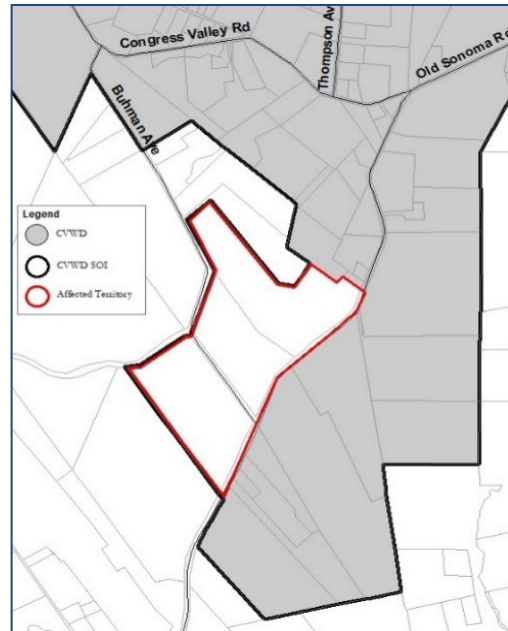 Congress Valley Rd
Thompson Av
Old Sonoma Rd
Buhman Ave
Legend
CVWD
CVWD SOI
Affected Territory